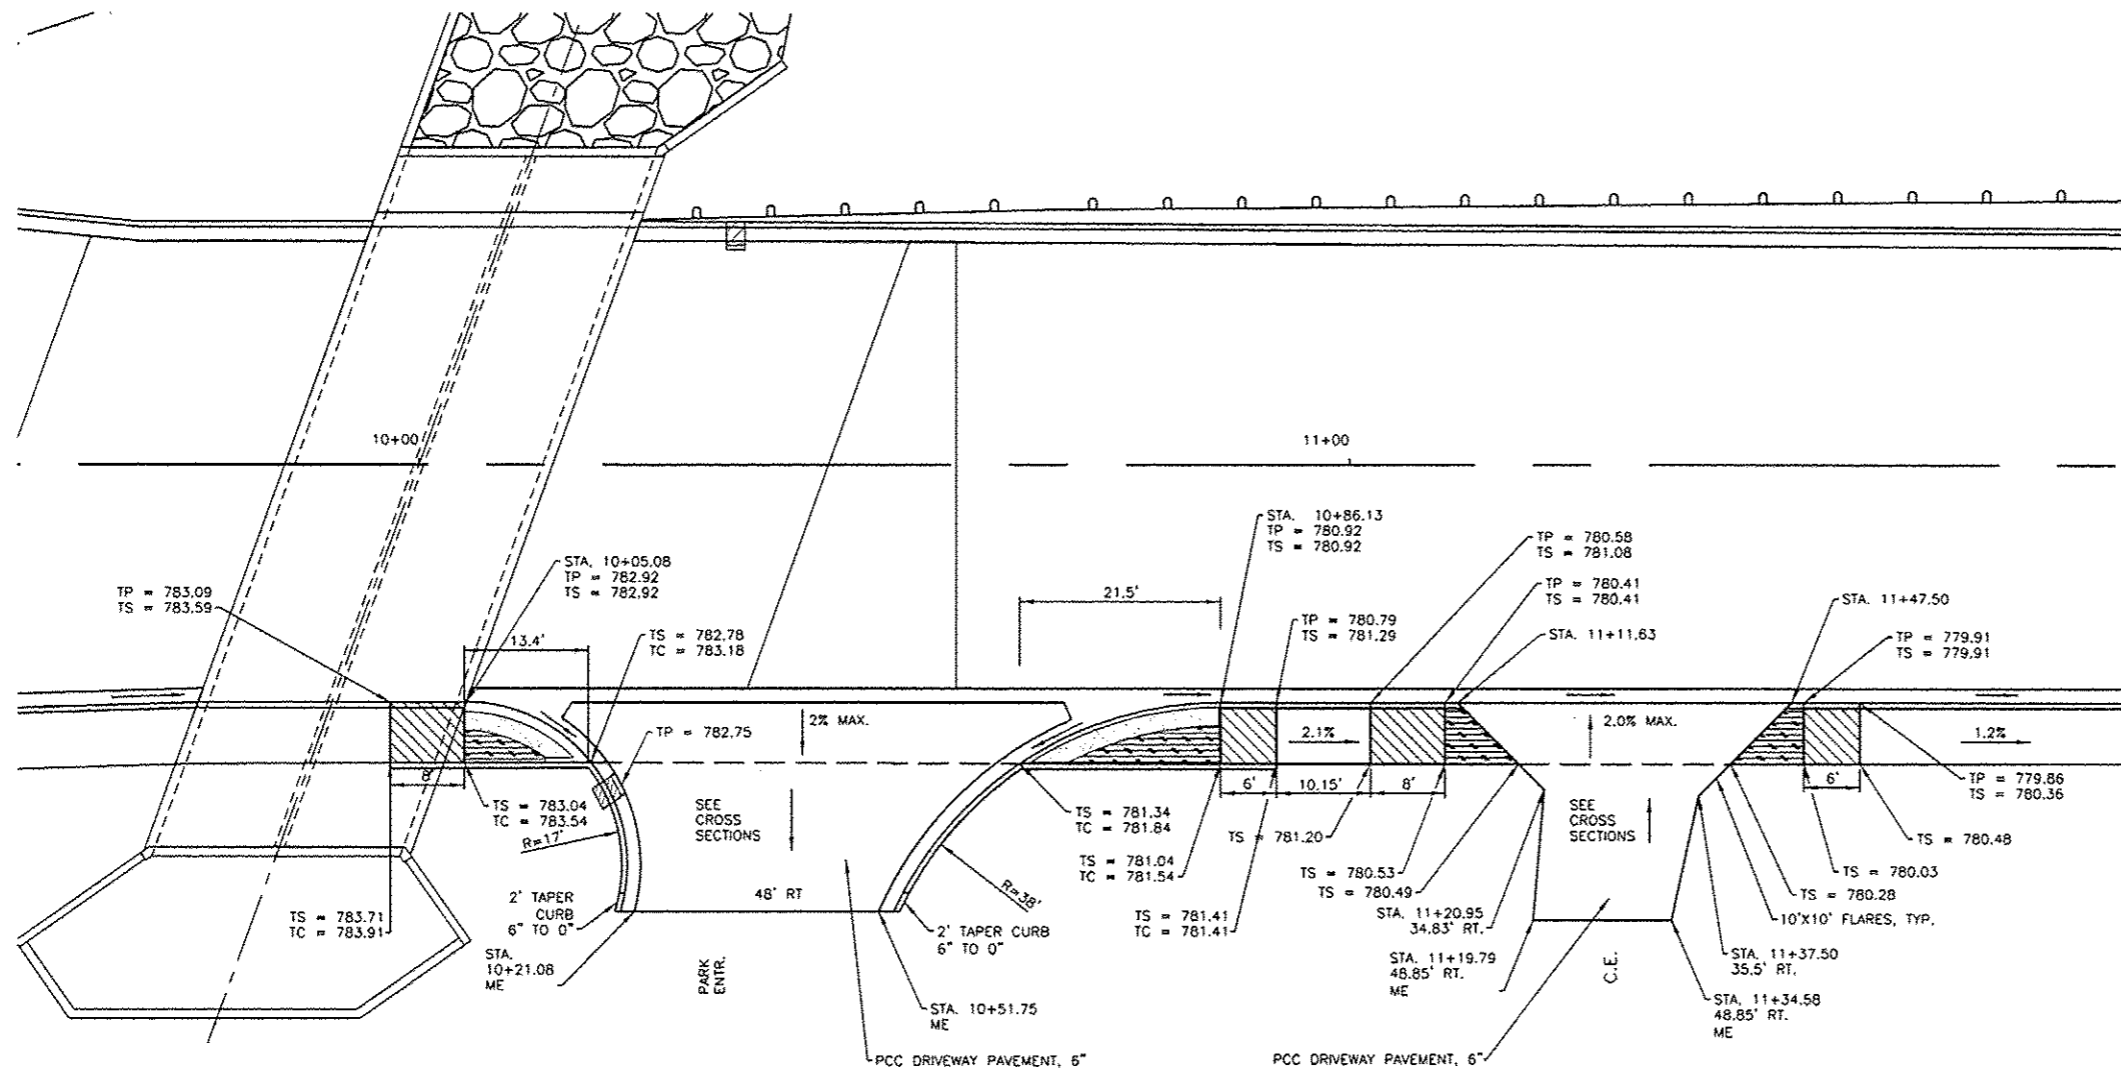 10+00
11+00
STA. 10+86.13
TP = 780.92
TS = 780.92
TP = 780.58
TS = 781.08
STA. 10+05.08
TP = 782.92
TS = 782.92
TP = 783.09
TS = 783.59
21.5'
TP = 780.41
TS = 780.41
STA. 11+47.50
TP = 780.79
TS = 781.29
STA. 11+11.63
TP = 779.91
TS = 779.91
13.4'
TS = 782.78
TC = 783.18
2% MAX.
2.0% MAX.
TP = 782.75
2.1%
1.2%
8'
6'
10.15'
8'
6'
TP = 779.86
TS = 780.36
TS = 783.04
TC = 783.54
SEE
CROSS
SECTIONS
TS = 781.34
TC = 781.84
SEE
CROSS
SECTIONS
R=17'
TS = 781.20
TS = 780.48
TS = 781.04
TC = 781.54
TS = 780.53
TS = 780.49
TS = 780.03
TS = 780.28
R=38'
48' RT
2' TAPER
CURB
6" TO 0"
TS = 783.71
TC = 783.91
TS = 781.41
TC = 781.41
STA. 11+20.95
34.83' RT.
10'X10' FLARES, TYP.
2' TAPER CURB
6" TO 0"
STA.
10+21.08
ME
PARK
ENTR.
STA. 11+19.79
48.85' RT.
ME
C.E.
STA. 11+37.50
35.5' RT.
STA. 10+51.75
ME
STA. 11+34.58
48.85' RT.
ME
PCC DRIVEWAY PAVEMENT, 6"
PCC DRIVEWAY PAVEMENT, 6"